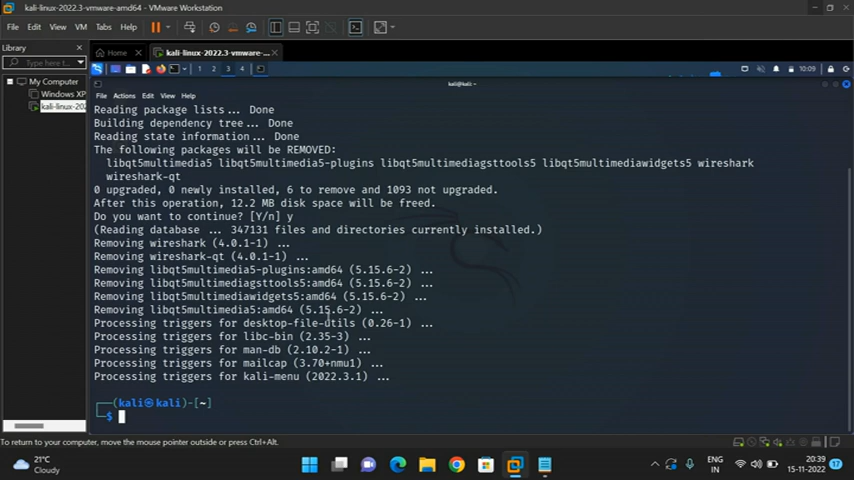 kali-linux-2022.3-vmware-amd64 - VMware Workstation
File Edit View VM Tabs Help
Library
Type here to...
My Computer
Windows XP
kali-linux-202
Home
kali-linux-2022.3-vmware-...
1 2 3 4
10:09
kali@kali: ~
File Actions Edit View Help
Reading package lists... Done
Building dependency tree... Done
Reading state information... Done
The following packages will be REMOVED:
libqt5multimedia5 libqt5multimedia5-plugins libqt5multimediagsttools5 libqt5multimediawidgets5 wireshark
wireshark-qt
0 upgraded, 0 newly installed, 6 to remove and 1093 not upgraded.
After this operation, 12.2 MB disk space will be freed.
Do you want to continue? [Y/n] y
(Reading database ... 347131 files and directories currently installed.)
Removing wireshark (4.0.1-1) ...
Removing wireshark-qt (4.0.1-1) ...
Removing libqt5multimedia5-plugins:amd64 (5.15.6-2) ...
Removing libqt5multimediagsttools5:amd64 (5.15.6-2) ...
Removing libqt5multimediawidgets5:amd64 (5.15.6-2) ...
Removing libqt5multimedia5:amd64 (5.15.6-2) ...
Processing triggers for desktop-file-utils (0.26-1) ...
Processing triggers for libc-bin (2.35-3) ...
Processing triggers for man-db (2.10.2-1) ...
Processing triggers for mailcap (3.70+nmu1) ...
Processing triggers for kali-menu (2022.3.1) ...
(kali㉿kali)-[~]
$
To return to your computer, move the mouse pointer outside or press Ctrl+Alt.
21°C
Cloudy
ENG
IN
20:39
15-11-2022
17